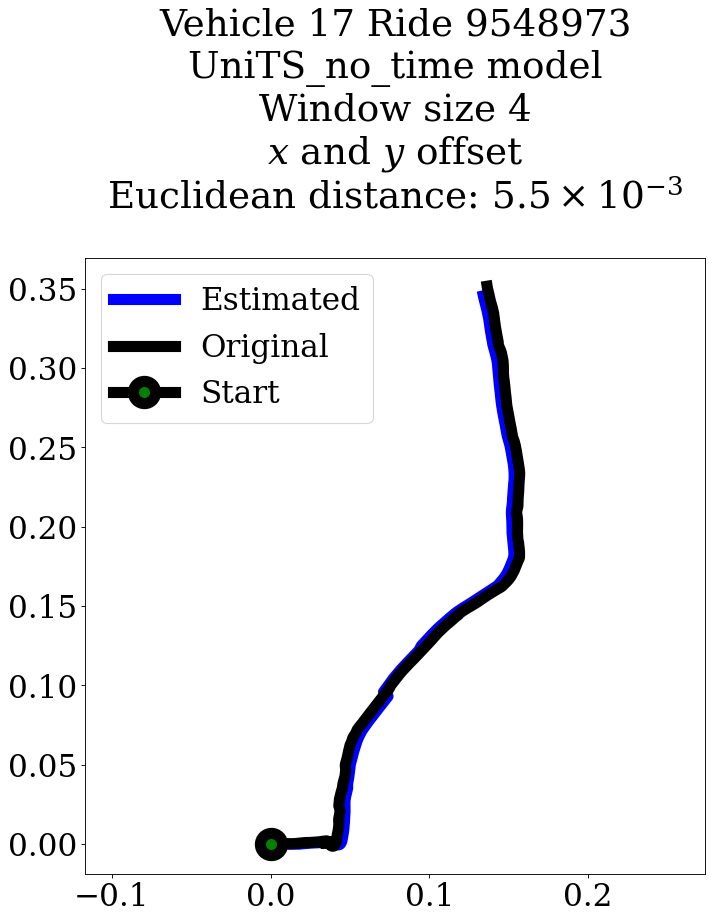 Vehicle 17 Ride 9548973
UniTS_no_time model
Window size 4
x and y offset
Euclidean distance: 5.5 × 10⁻³
Estimated
Original
Start
0.35
0.30
0.25
0.20
0.15
0.10
0.05
0.00
−0.1 0.0 0.1 0.2